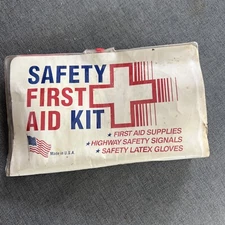 SAFETY
FIRST
AID KIT
★ FIRST AID SUPPLIES
★ HIGHWAY SAFETY SIGNALS
★ SAFETY LATEX GLOVES
Made in U.S.A.